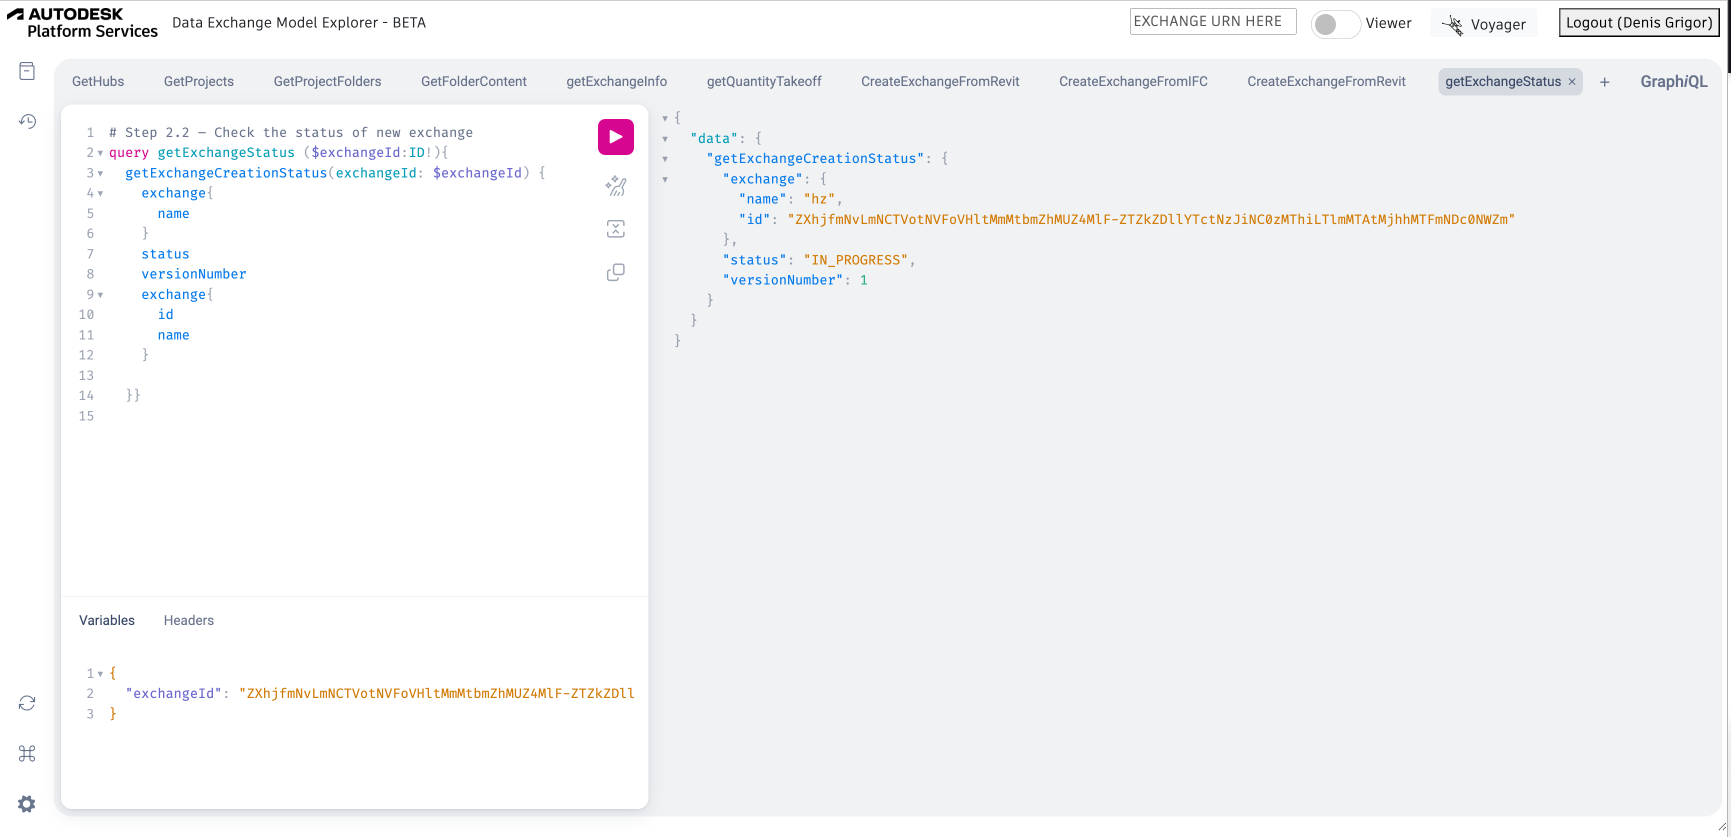 AUTODESK
Platform Services
Data Exchange Model Explorer - BETA
EXCHANGE URN HERE
Viewer
Voyager
Logout (Denis Grigor)
GetHubs
GetProjects
GetProjectFolders
GetFolderContent
getExchangeInfo
getQuantityTakeoff
CreateExchangeFromRevit
CreateExchangeFromIFC
CreateExchangeFromRevit
getExchangeStatus ×
+
GraphiQL
1 # Step 2.2 – Check the status of new exchange
2 query getExchangeStatus ($exchangeId:ID!){
3 getExchangeCreationStatus(exchangeId: $exchangeId) {
4 exchange{
5 name
6 }
7 status
8 versionNumber
9 exchange{
10 id
11 name
12 }
13
14 }}
15
{
"data": {
"getExchangeCreationStatus": {
"exchange": {
"name": "hz",
"id": "ZXhjfmNvLmNCTVotNVFoVHltMmMtbmZhMUZ4MlF-ZTZkZDllYTctNzJiNC0zMThiLTlmMTAtMjhhMTFmNDc0NWZm"
},
"status": "IN_PROGRESS",
"versionNumber": 1
}
}
}
Variables
Headers
1 {
2 "exchangeId": "ZXhjfmNvLmNCTVotNVFoVHltMmMtbmZhMUZ4MlF-ZTZkZDll
3 }